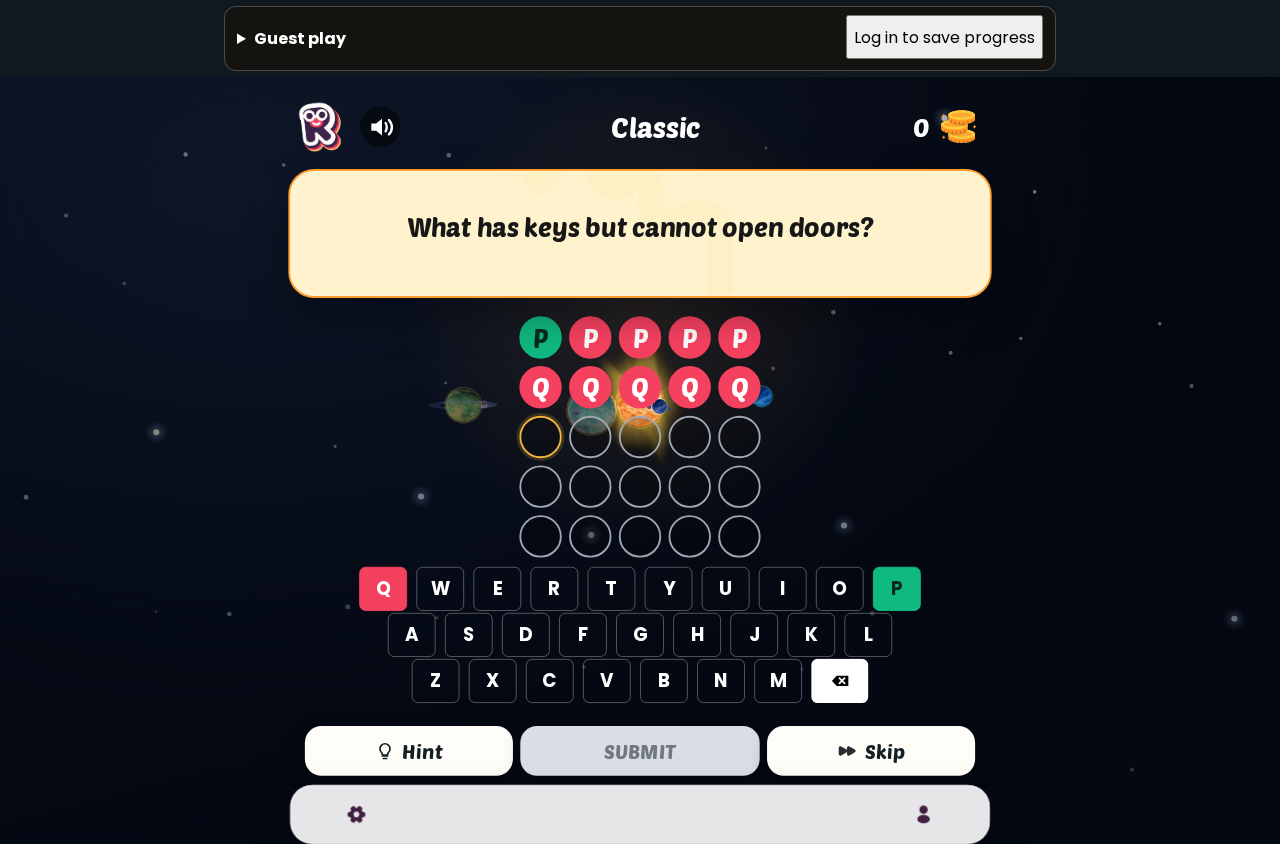 Guest play
Log in to save progress
Classic
0
What has keys but cannot open doors?
P P P P P
Q Q Q Q Q
Q W E R T Y U I O P
A S D F G H J K L
Z X C V B N M
Hint
SUBMIT
Skip